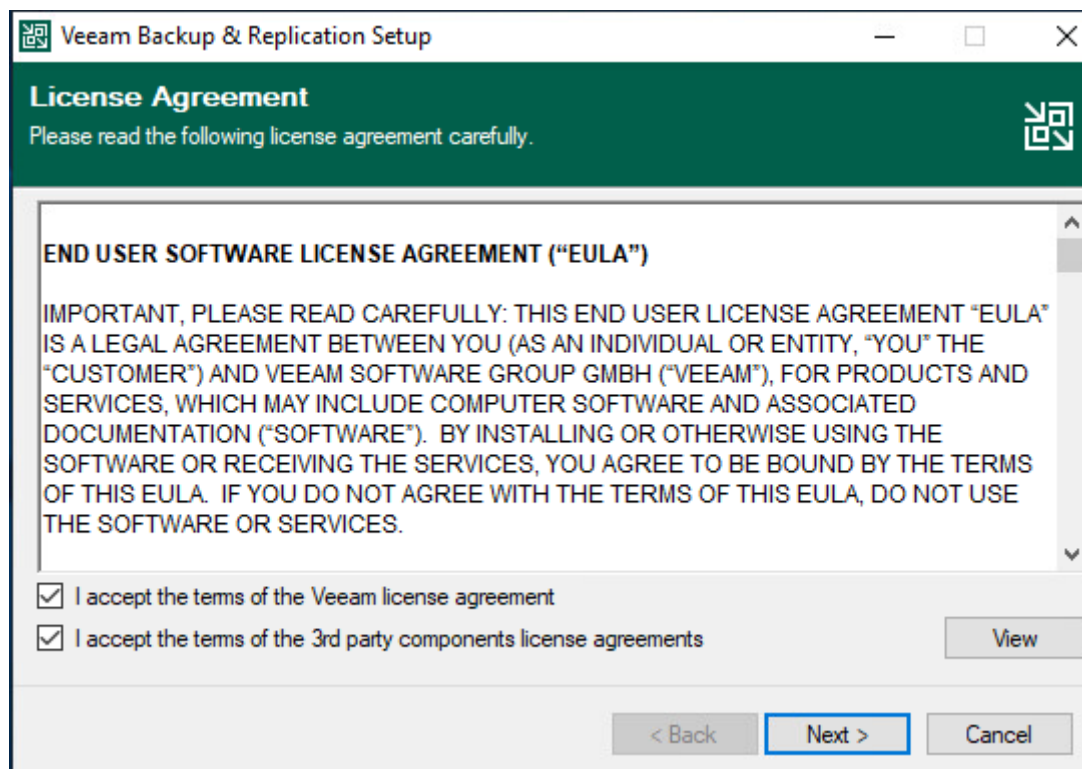 Veeam Backup & Replication Setup
License Agreement
Please read the following license agreement carefully.
END USER SOFTWARE LICENSE AGREEMENT (“EULA”)
IMPORTANT, PLEASE READ CAREFULLY: THIS END USER LICENSE AGREEMENT “EULA”
IS A LEGAL AGREEMENT BETWEEN YOU (AS AN INDIVIDUAL OR ENTITY, “YOU” THE
“CUSTOMER”) AND VEEAM SOFTWARE GROUP GMBH (“VEEAM”), FOR PRODUCTS AND
SERVICES, WHICH MAY INCLUDE COMPUTER SOFTWARE AND ASSOCIATED
DOCUMENTATION (“SOFTWARE”).  BY INSTALLING OR OTHERWISE USING THE
SOFTWARE OR RECEIVING THE SERVICES, YOU AGREE TO BE BOUND BY THE TERMS
OF THIS EULA.  IF YOU DO NOT AGREE WITH THE TERMS OF THIS EULA, DO NOT USE
THE SOFTWARE OR SERVICES.
I accept the terms of the Veeam license agreement
I accept the terms of the 3rd party components license agreements
View
< Back
Next >
Cancel